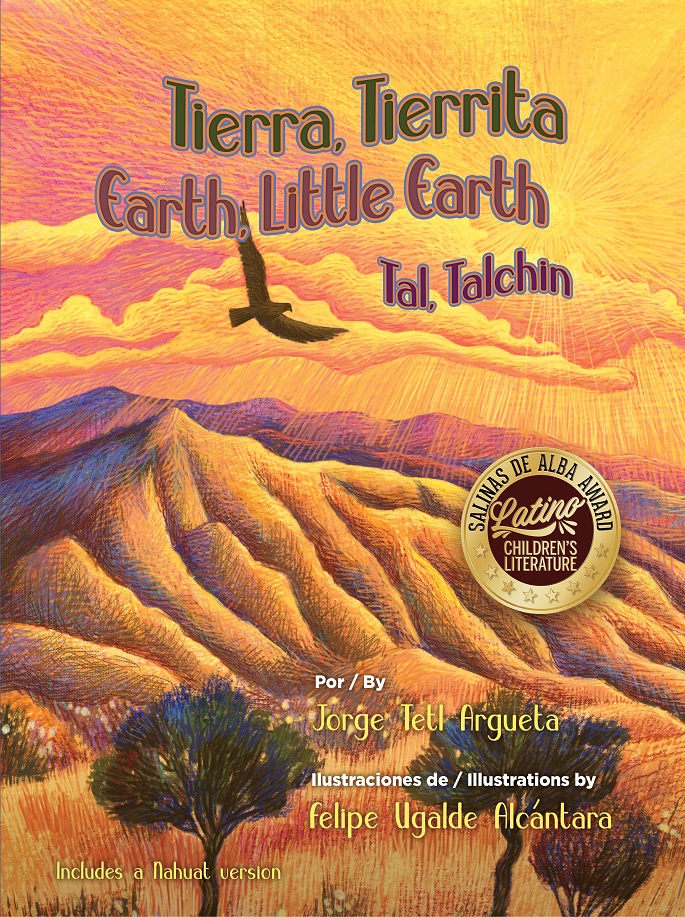 Tierra, Tierrita
Earth, Little Earth
Tal, Talchin
SALINAS DE ALBA AWARD
Latino
CHILDREN'S
LITERATURE
Por / By
Jorge Tetl Argueta
Ilustraciones de / Illustrations by
Felipe Ugalde Alcántara
Includes a Nahuat version